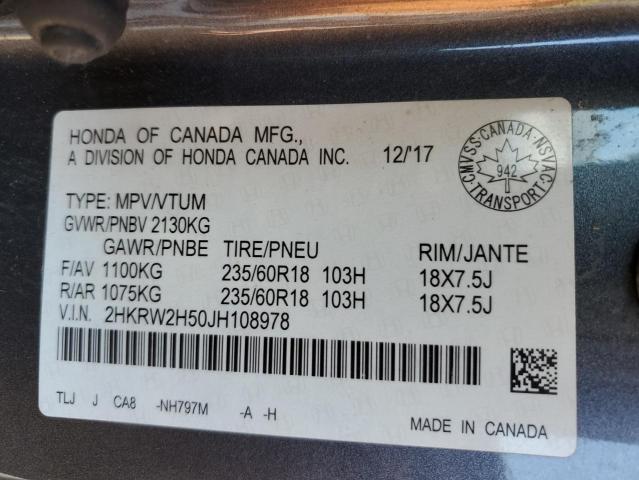 HONDA OF CANADA MFG.,
A DIVISION OF HONDA CANADA INC. 12/'17
CMVSS·CANADA·NSVAC
942
TRANSPORT
TYPE: MPV/VTUM
GVWR/PNBV 2130KG
GAWR/PNBE TIRE/PNEU RIM/JANTE
F/AV 1100KG 235/60R18 103H 18X7.5J
R/AR 1075KG 235/60R18 103H 18X7.5J
V.I.N. 2HKRW2H50JH108978
TLJ J CA8 -NH797M -A -H
MADE IN CANADA